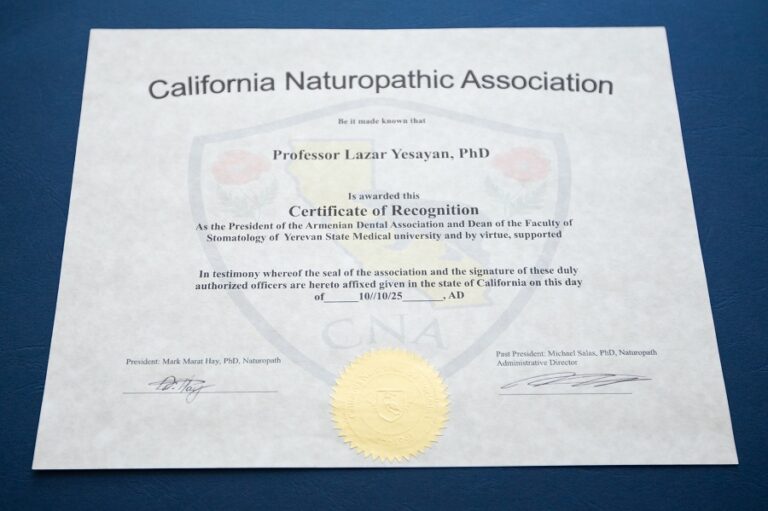 California Naturopathic Association
Be it made known that
Professor Lazar Yesayan, PhD
Is awarded this
Certificate of Recognition
As the President of the Armenian Dental Association and Dean of the Faculty of
Stomatology of Yerevan State Medical university and by virtue, supported
In testimony whereof the seal of the association and the signature of these duly
authorized officers are hereto affixed given in the state of California on this day
of______10//10/25_______, AD
CNA
President: Mark Marat Hay, PhD, Naturopath
Past President: Michael Salas, PhD, Naturopath
Administrative Director